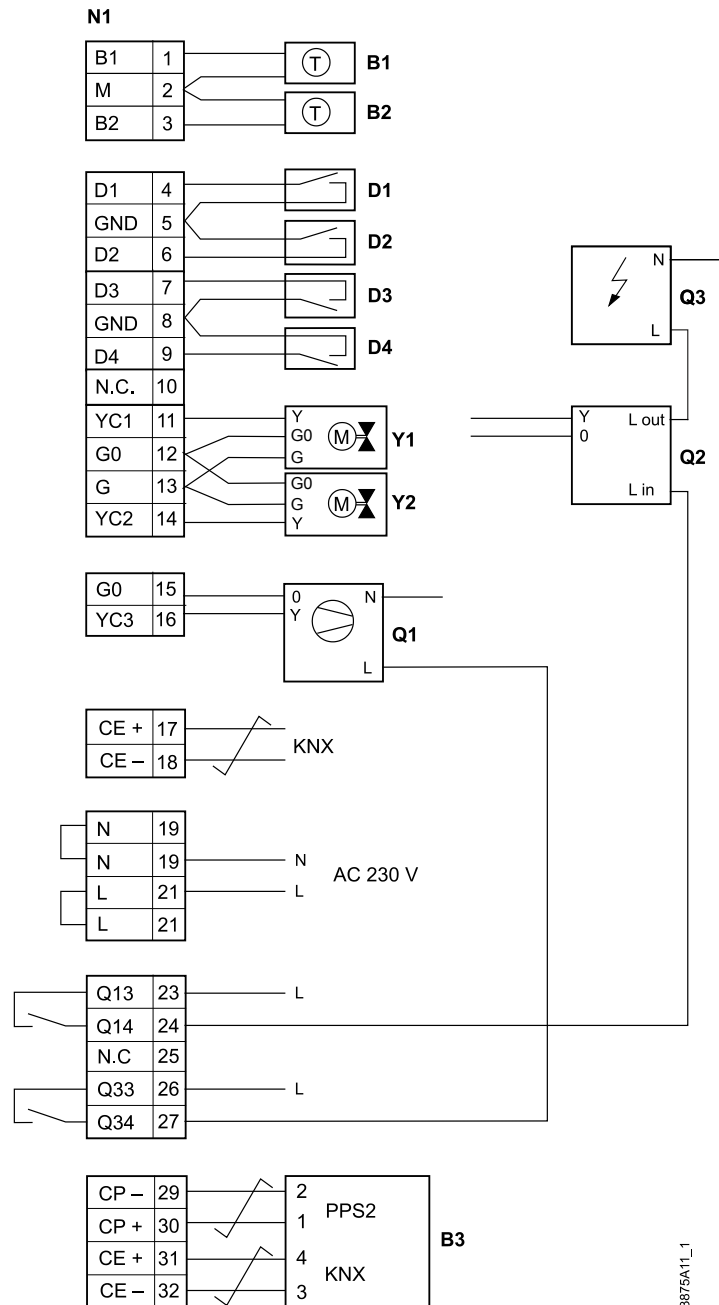 N1
B1 1 T B1
M 2
B2 3 T B2
D1 4 D1
GND 5
D2 6 D2
D3 7 D3
GND 8
D4 9 D4
N.C. 10
N Q3
L
YC1 11 Y M Y1
G0 12 G0
G 13 G
YC2 14 G0 M Y2
G
Y
Y L out Q2
0
L in
G0 15 0 N Q1
YC3 16 Y
L
CE + 17 KNX
CE – 18
N 19
N 19 N AC 230 V
L 21 L
L 21
Q13 23 L
Q14 24
N.C 25
Q33 26 L
Q34 27
CP – 29 2 PPS2 B3
CP + 30 1
CE + 31 4 KNX
CE – 32 3
3875A11_1